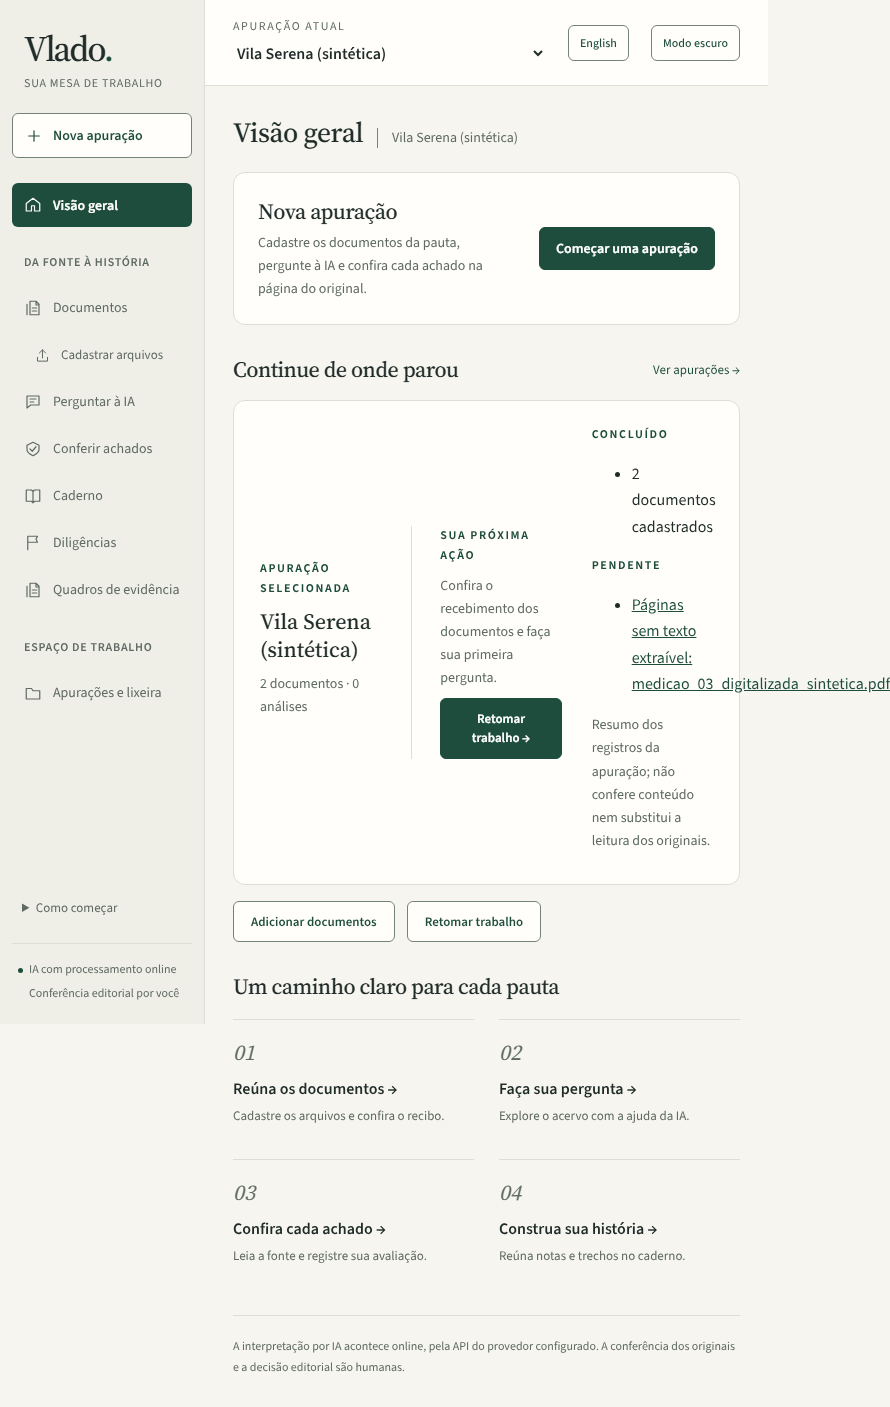 Vlado.
SUA MESA DE TRABALHO
Nova apuração
Visão geral
DA FONTE À HISTÓRIA
Documentos
Cadastrar arquivos
Perguntar à IA
Conferir achados
Caderno
Diligências
Quadros de evidência
ESPAÇO DE TRABALHO
Apurações e lixeira
Como começar
IA com processamento online
Conferência editorial por você
APURAÇÃO ATUAL
Vila Serena (sintética)
English
Modo escuro
Visão geral
Vila Serena (sintética)
Nova apuração
Cadastre os documentos da pauta,
pergunte à IA e confira cada achado na
página do original.
Começar uma apuração
Continue de onde parou
Ver apurações →
APURAÇÃO
SELECIONADA
Vila Serena
(sintética)
2 documentos · 0
análises
SUA PRÓXIMA
AÇÃO
Confira o
recebimento dos
documentos e faça
sua primeira
pergunta.
Retomar
trabalho →
CONCLUÍDO
• 2
documentos
cadastrados
PENDENTE
• Páginas
sem texto
extraível:
medicao_03_digitalizada_sintetica.pdf
Resumo dos
registros da
apuração; não
confere conteúdo
nem substitui a
leitura dos originais.
Adicionar documentos
Retomar trabalho
Um caminho claro para cada pauta
01
Reúna os documentos →
Cadastre os arquivos e confira o recibo.
02
Faça sua pergunta →
Explore o acervo com a ajuda da IA.
03
Confira cada achado →
Leia a fonte e registre sua avaliação.
04
Construa sua história →
Reúna notas e trechos no caderno.
A interpretação por IA acontece online, pela API do provedor configurado. A conferência dos originais
e a decisão editorial são humanas.